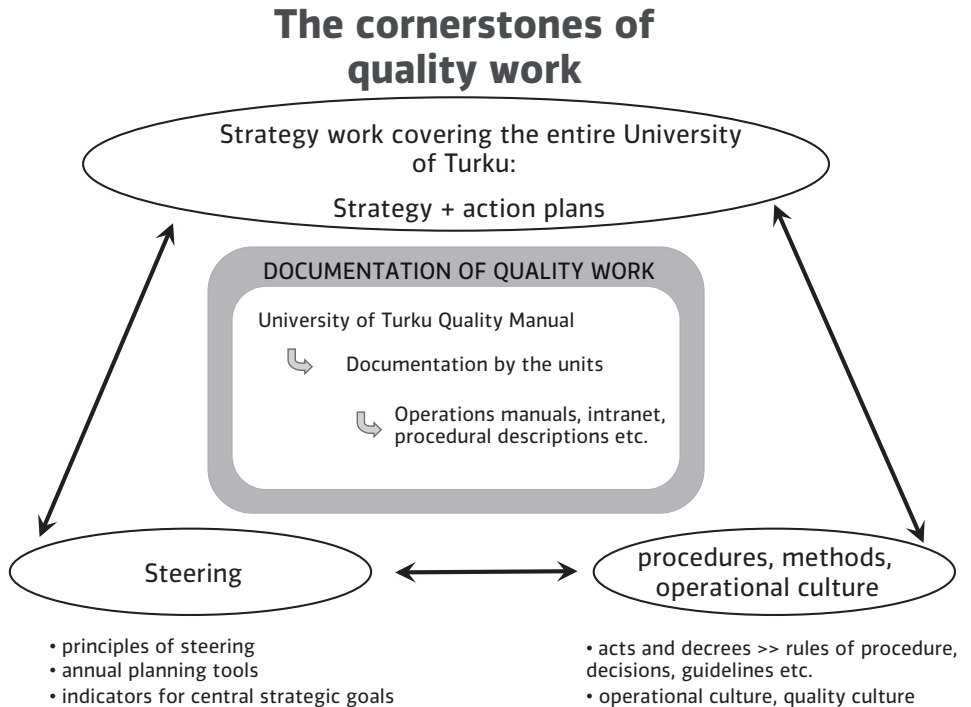 The cornerstones of
quality work
Strategy work covering the entire University
of Turku:
Strategy + action plans
DOCUMENTATION OF QUALITY WORK
University of Turku Quality Manual
Documentation by the units
Operations manuals, intranet,
procedural descriptions etc.
Steering
procedures, methods,
operational culture
• principles of steering
• annual planning tools
• indicators for central strategic goals
• acts and decrees >> rules of procedure,
decisions, guidelines etc.
• operational culture, quality culture